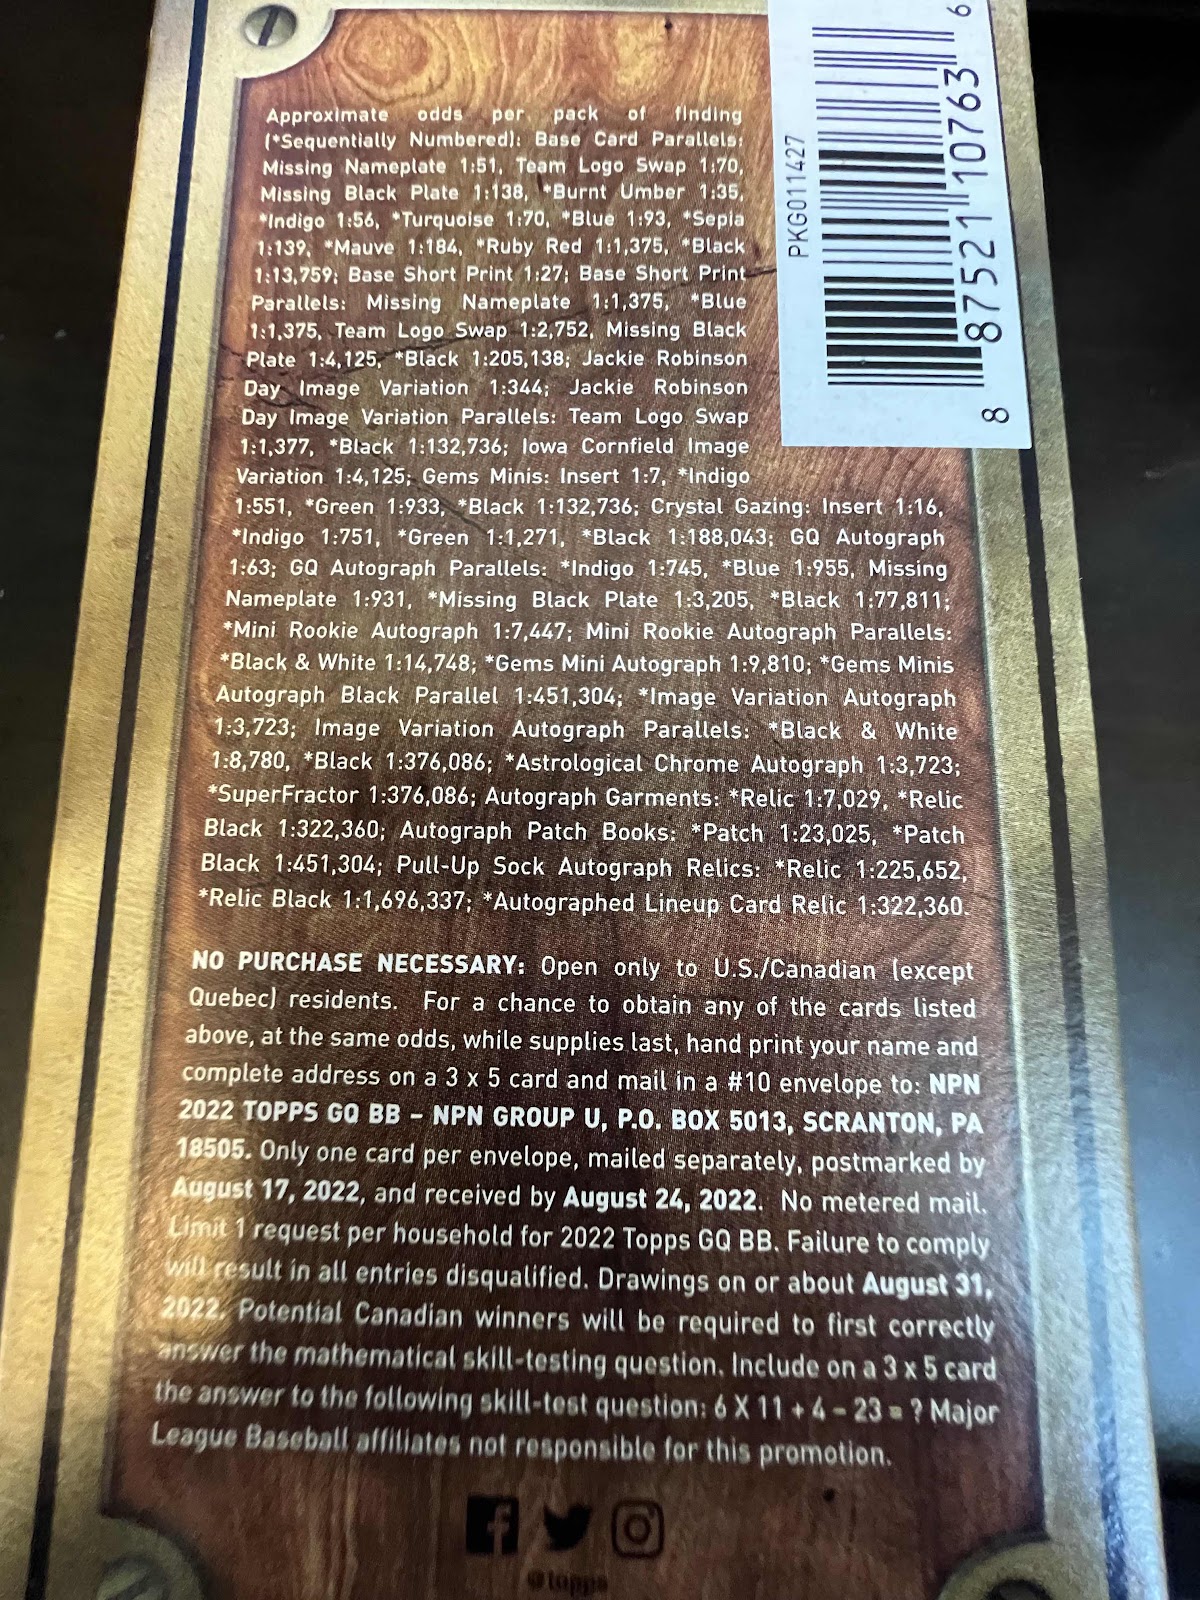 Approximate odds per pack of finding
(*Sequentially Numbered): Base Card Parallels:
Missing Nameplate 1:51, Team Logo Swap 1:70,
Missing Black Plate 1:138, *Burnt Umber 1:35,
*Indigo 1:56, *Turquoise 1:70, *Blue 1:93, *Sepia
1:139, *Mauve 1:184, *Ruby Red 1:1,375, *Black
1:13,759; Base Short Print 1:27; Base Short Print
Parallels: Missing Nameplate 1:1,375, *Blue
1:1,375, Team Logo Swap 1:2,752, Missing Black
Plate 1:4,125, *Black 1:205,138; Jackie Robinson
Day Image Variation 1:344; Jackie Robinson
Day Image Variation Parallels: Team Logo Swap
1:1,377, *Black 1:132,736; Iowa Cornfield Image
Variation 1:4,125; Gems Minis: Insert 1:7, *Indigo
1:551, *Green 1:933, *Black 1:132,736; Crystal Gazing: Insert 1:16,
*Indigo 1:751, *Green 1:1,271, *Black 1:188,043; GQ Autograph
1:63; GQ Autograph Parallels: *Indigo 1:745, *Blue 1:955, Missing
Nameplate 1:931, *Missing Black Plate 1:3,205, *Black 1:77,811;
*Mini Rookie Autograph 1:7,447; Mini Rookie Autograph Parallels:
*Black & White 1:14,748; *Gems Mini Autograph 1:9,810; *Gems Minis
Autograph Black Parallel 1:451,304; *Image Variation Autograph
1:3,723; Image Variation Autograph Parallels: *Black & White
1:8,780, *Black 1:376,086; *Astrological Chrome Autograph 1:3,723;
*SuperFractor 1:376,086; Autograph Garments: *Relic 1:7,029, *Relic
Black 1:322,360; Autograph Patch Books: *Patch 1:23,025, *Patch
Black 1:451,304; Pull-Up Sock Autograph Relics: *Relic 1:225,652,
*Relic Black 1:1,696,337; *Autographed Lineup Card Relic 1:322,360.
NO PURCHASE NECESSARY: Open only to U.S./Canadian (except
Quebec) residents. For a chance to obtain any of the cards listed
above, at the same odds, while supplies last, hand print your name and
complete address on a 3 x 5 card and mail in a #10 envelope to: NPN
2022 TOPPS GQ BB – NPN GROUP U, P.O. BOX 5013, SCRANTON, PA
18505. Only one card per envelope, mailed separately, postmarked by
August 17, 2022, and received by August 24, 2022. No metered mail.
Limit 1 request per household for 2022 Topps GQ BB. Failure to comply
will result in all entries disqualified. Drawings on or about August 31,
2022. Potential Canadian winners will be required to first correctly
answer the mathematical skill-testing question. Include on a 3 x 5 card
the answer to the following skill-test question: 6 X 11 + 4 – 23 = ? Major
League Baseball affiliates not responsible for this promotion.
@topps
PKG011427
8 87521 10763 6